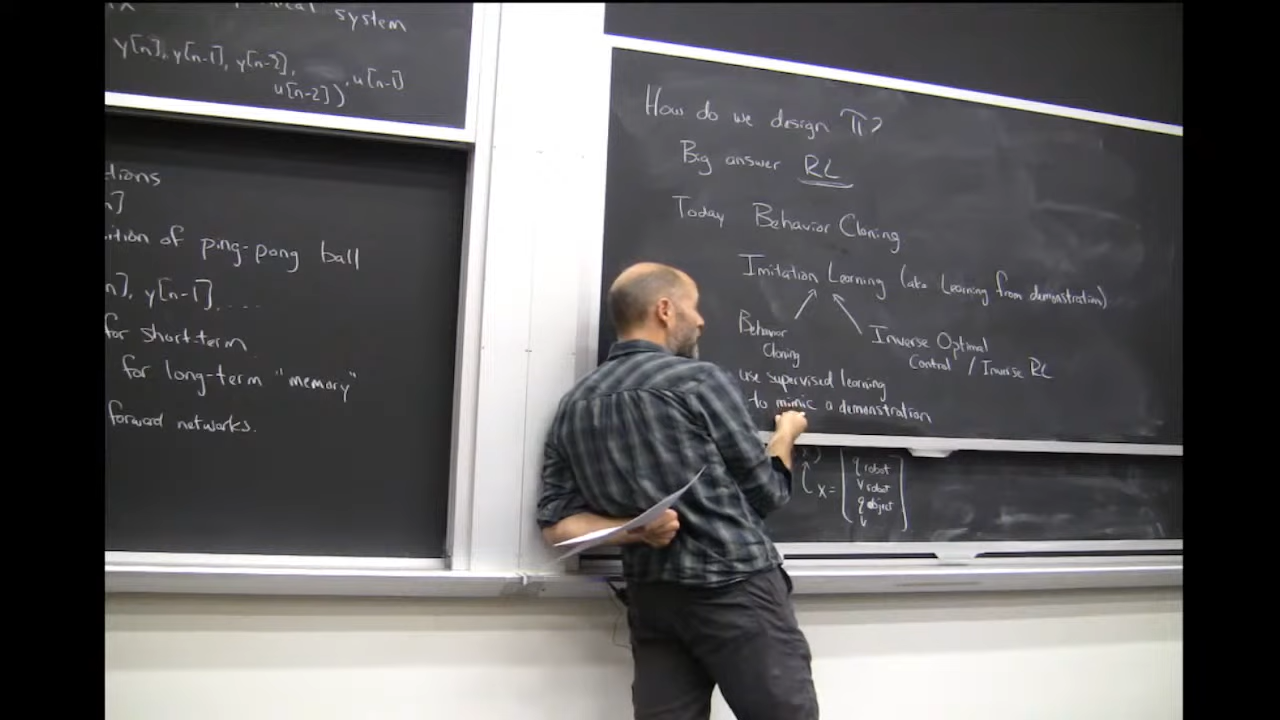 system
y[n], y[n-1], y[n-2],
u[n-2]) , u[n-1]
tions
n]
ition of ping-pong ball
n], y[n-1], ....
for short-term
for long-term "memory"
forward networks.
How do we design π?
Big answer RL
Today Behavior Cloning
Imitation Learning (aka Learning from demonstration)
Behavior
Cloning
use supervised learning
to mimic a demonstration
Inverse Optimal
Control / Inverse RL
x = [ q robot
v robot
q object
v ]